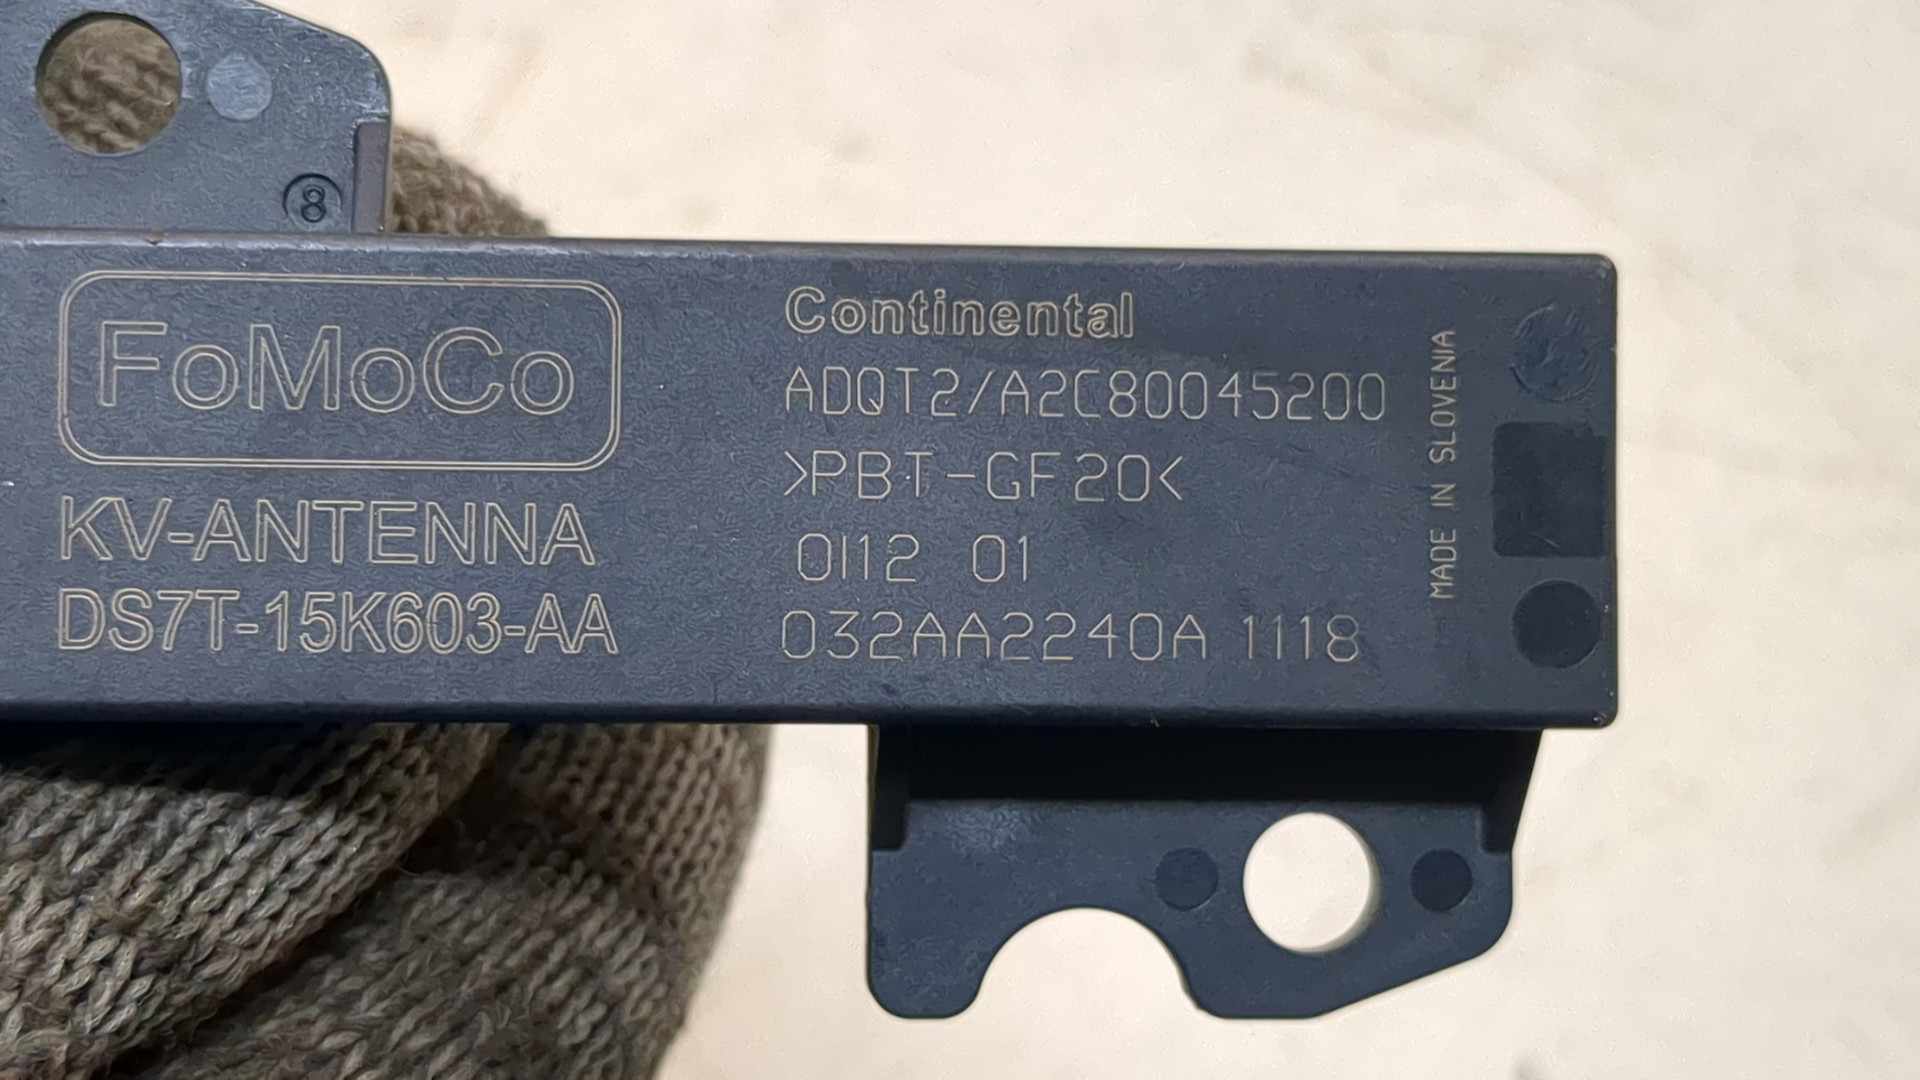 8
FoMoCo
KV-ANTENNA
DS7T-15K603-AA
Continental
ADQT2/A2C80045200
>PBT-GF20<
0112 01
032AA2240A 1118
MADE IN SLOVENIA